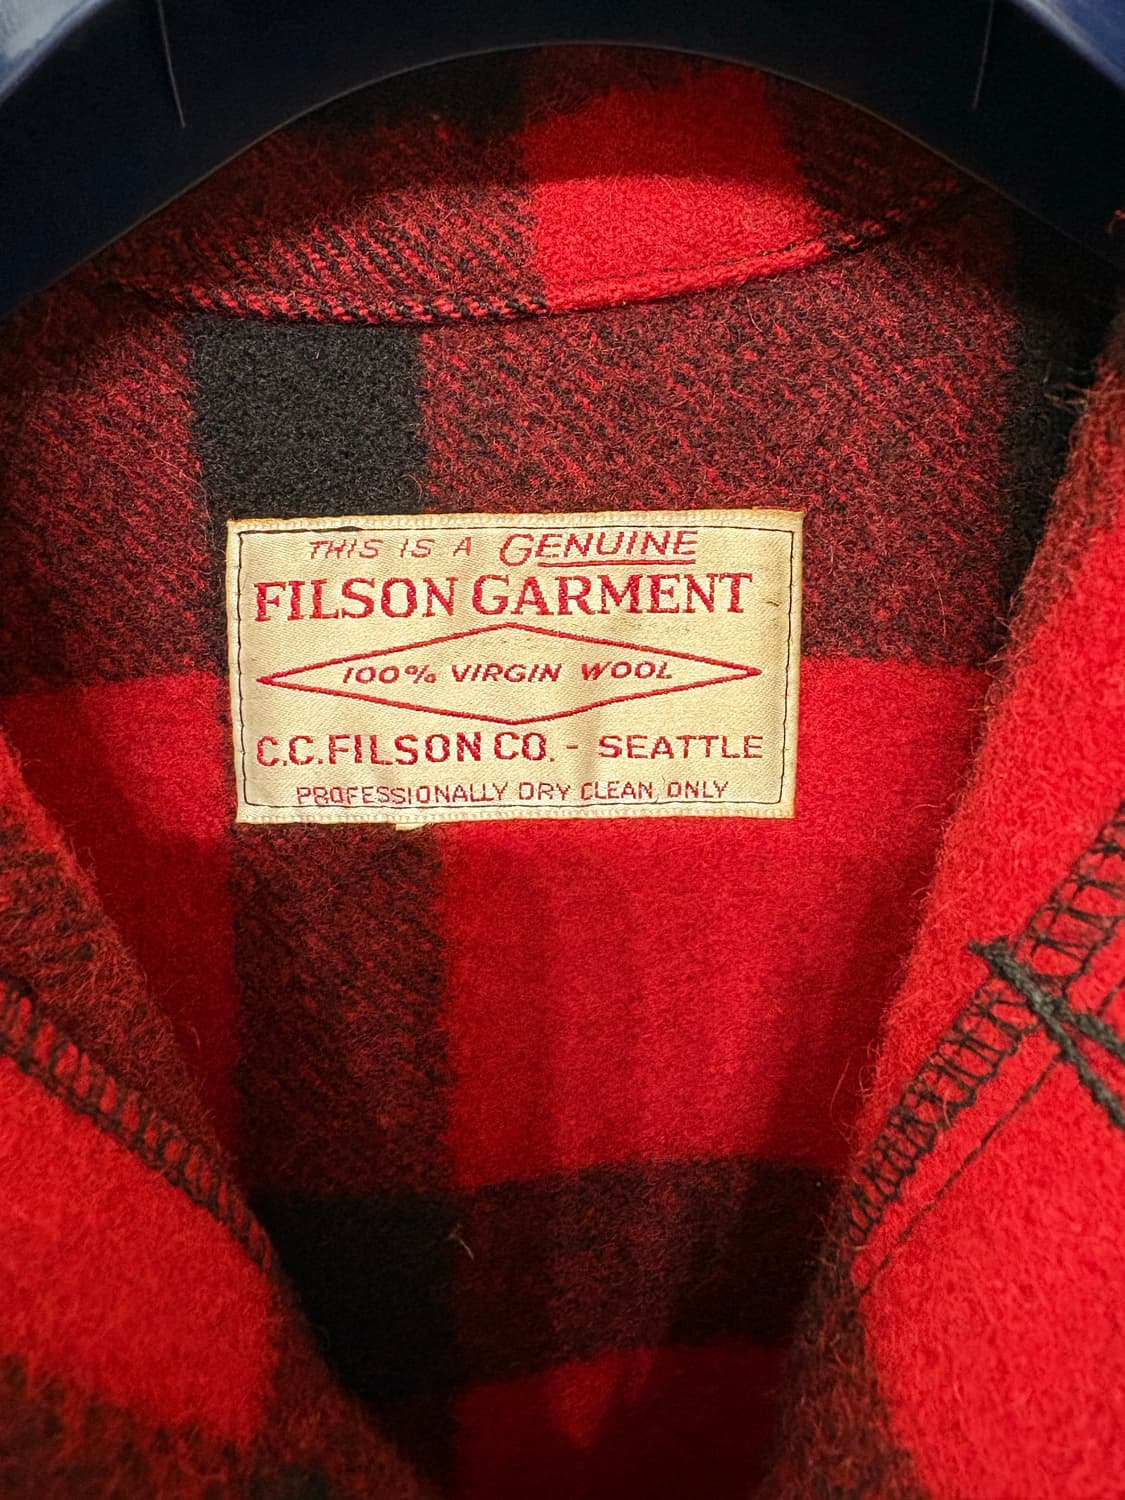 THIS IS A GENUINE
FILSON GARMENT
100% VIRGIN WOOL
C.C.FILSON CO. - SEATTLE
PROFESSIONALLY DRY CLEAN ONLY